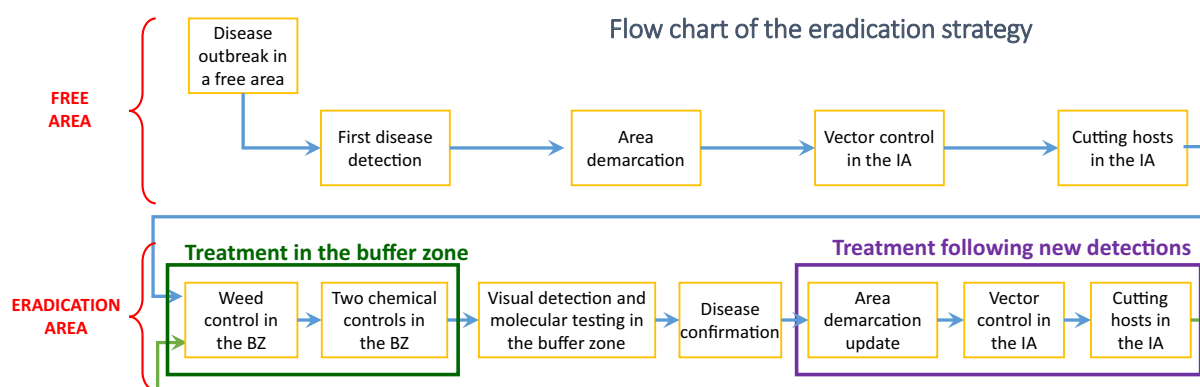 Flow chart of the eradication strategy
Disease
outbreak in
a free area
FREE
AREA
First disease
detection
Area
demarcation
Vector control
in the IA
Cutting hosts
in the IA
Treatment in the buffer zone
Treatment following new detections
ERADICATION
AREA
Weed
control in
the BZ
Two chemical
controls in
the BZ
Visual detection and
molecular testing in
the buffer zone
Disease
confirmation
Area
demarcation
update
Vector
control in
the IA
Cutting
hosts in
the IA